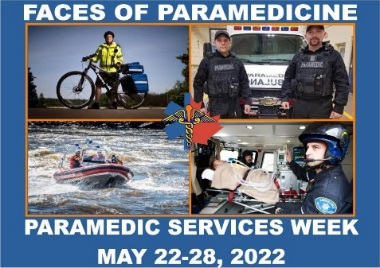 FACES OF PARAMEDICINE
PARAMEDIC
PARAMEDIC
PARAMEDIC SERVICES WEEK
MAY 22-28, 2022